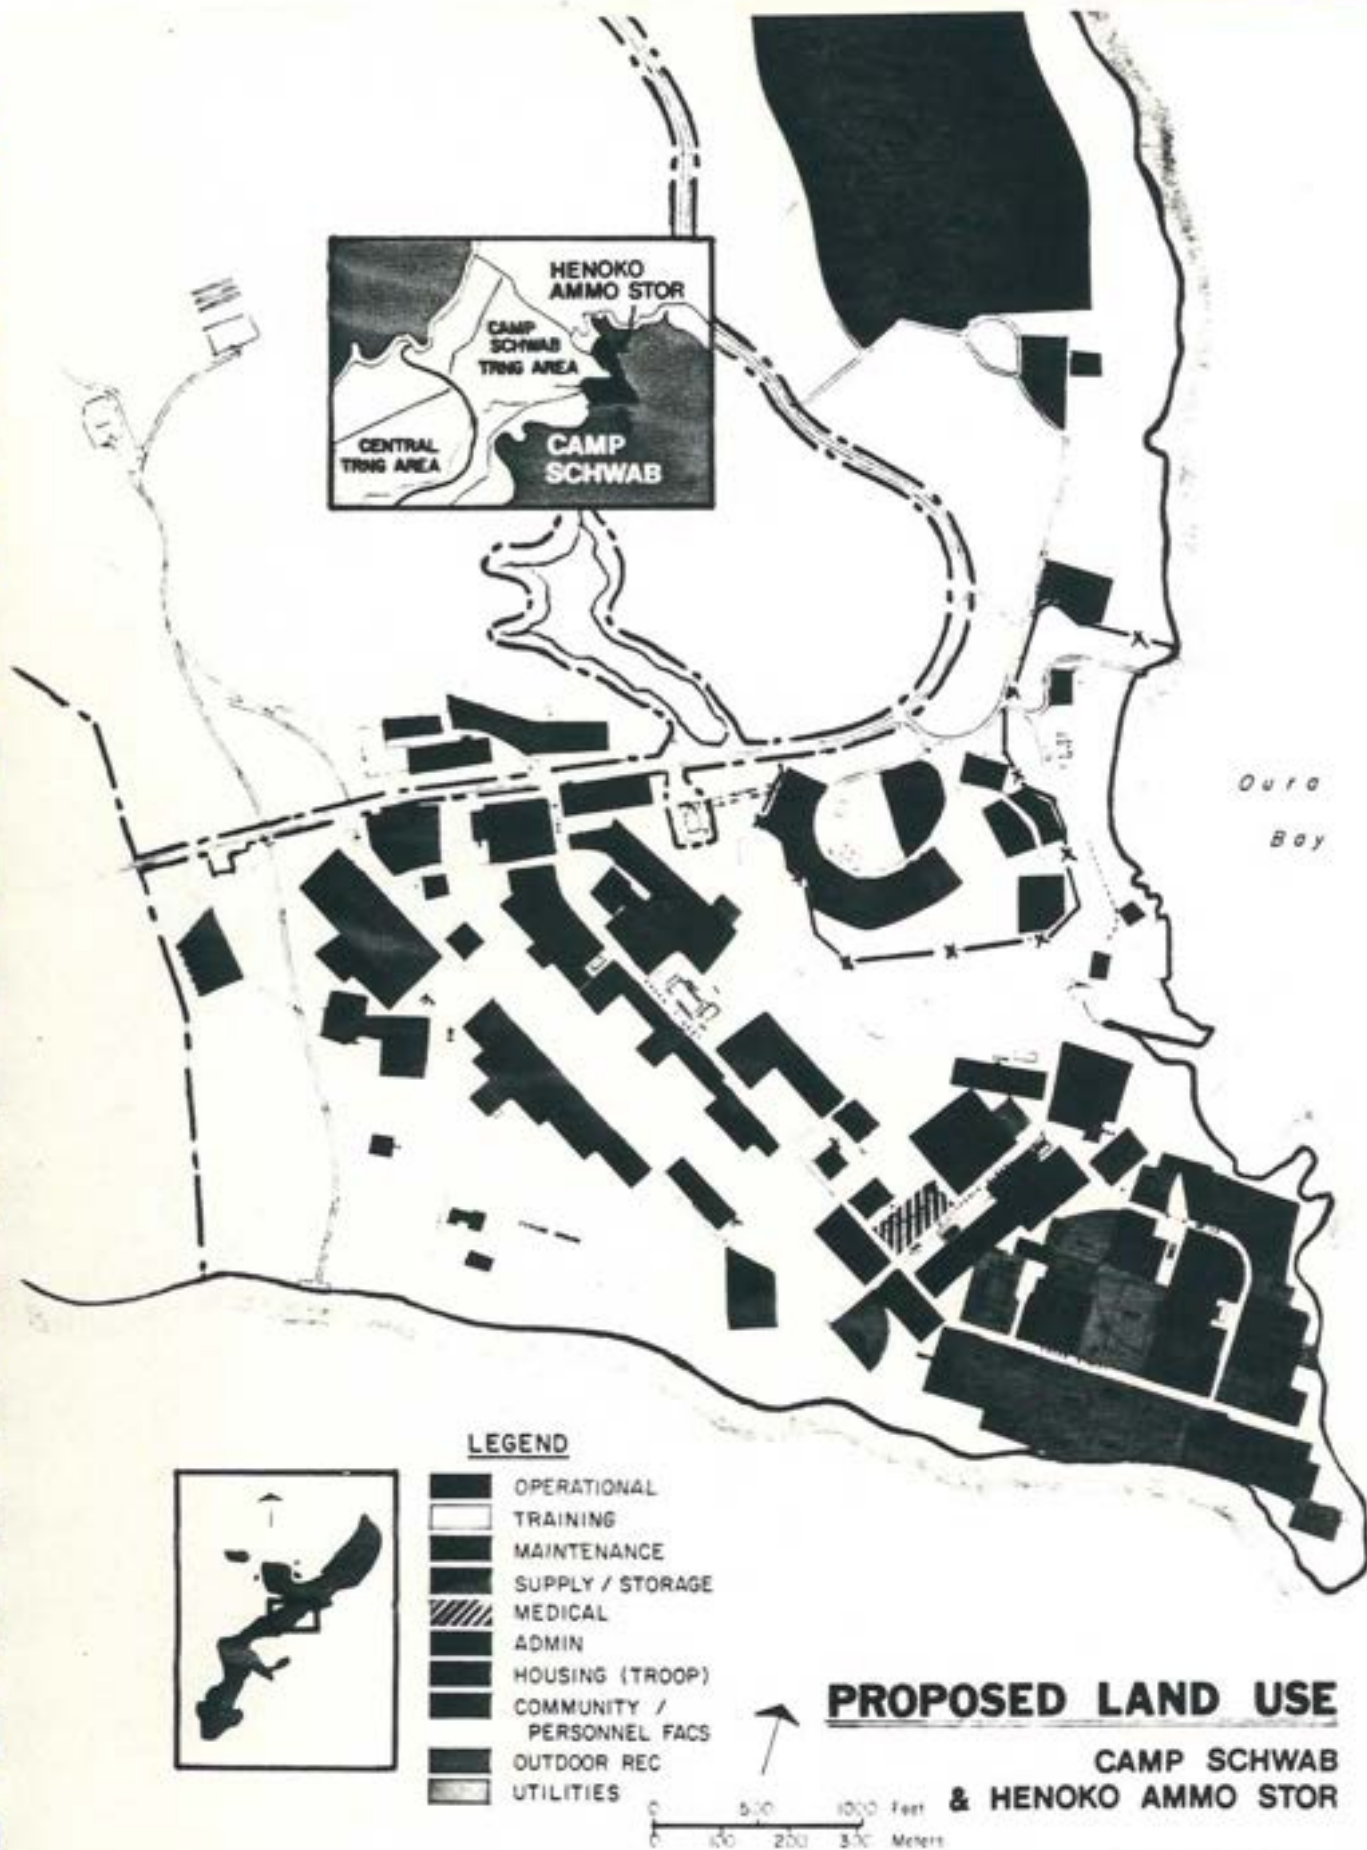 HENOKO
AMMO STOR
CAMP
SCHWAB
TRNG AREA
CENTRAL
TRNG AREA
CAMP
SCHWAB
Oura
Bay
LEGEND
OPERATIONAL
TRAINING
MAINTENANCE
SUPPLY / STORAGE
MEDICAL
ADMIN
HOUSING (TROOP)
COMMUNITY /
PERSONNEL FACS
OUTDOOR REC
UTILITIES
PROPOSED LAND USE
CAMP SCHWAB
& HENOKO AMMO STOR
0 500 1000 Feet
0 100 200 300 Meters